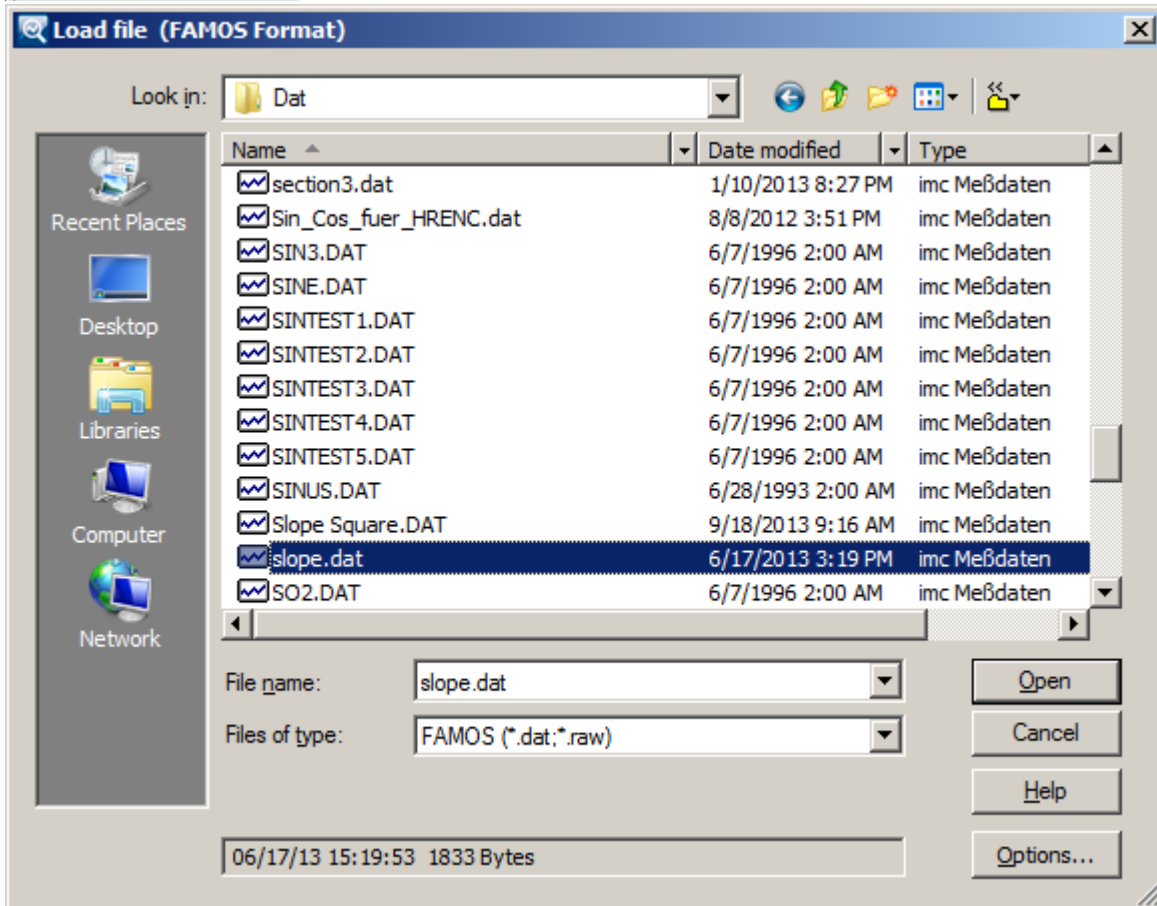 Load file (FAMOS Format)
Look in: Dat
Name Date modified Type
section3.dat 1/10/2013 8:27 PM imc Meßdaten
Sin_Cos_fuer_HRENC.dat 8/8/2012 3:51 PM imc Meßdaten
SIN3.DAT 6/7/1996 2:00 AM imc Meßdaten
SINE.DAT 6/7/1996 2:00 AM imc Meßdaten
SINTEST1.DAT 6/7/1996 2:00 AM imc Meßdaten
SINTEST2.DAT 6/7/1996 2:00 AM imc Meßdaten
SINTEST3.DAT 6/7/1996 2:00 AM imc Meßdaten
SINTEST4.DAT 6/7/1996 2:00 AM imc Meßdaten
SINTEST5.DAT 6/7/1996 2:00 AM imc Meßdaten
SINUS.DAT 6/28/1993 2:00 AM imc Meßdaten
Slope Square.DAT 9/18/2013 9:16 AM imc Meßdaten
slope.dat 6/17/2013 3:19 PM imc Meßdaten
SO2.DAT 6/7/1996 2:00 AM imc Meßdaten
Recent Places
Desktop
Libraries
Computer
Network
File name: slope.dat Open
Files of type: FAMOS (*.dat;*.raw) Cancel
Help
06/17/13 15:19:53 1833 Bytes Options...